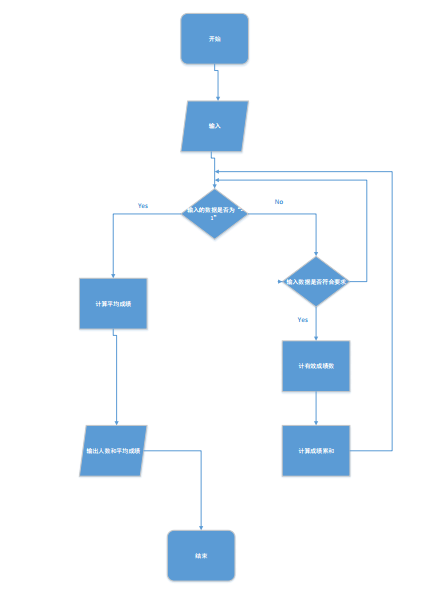 开始
输入
Yes
No
输入的数据是否为“-
1”
计算平均成绩
输入数据是否符合要求
Yes
计有效成绩数
输出人数和平均成绩
计算成绩累和
结束